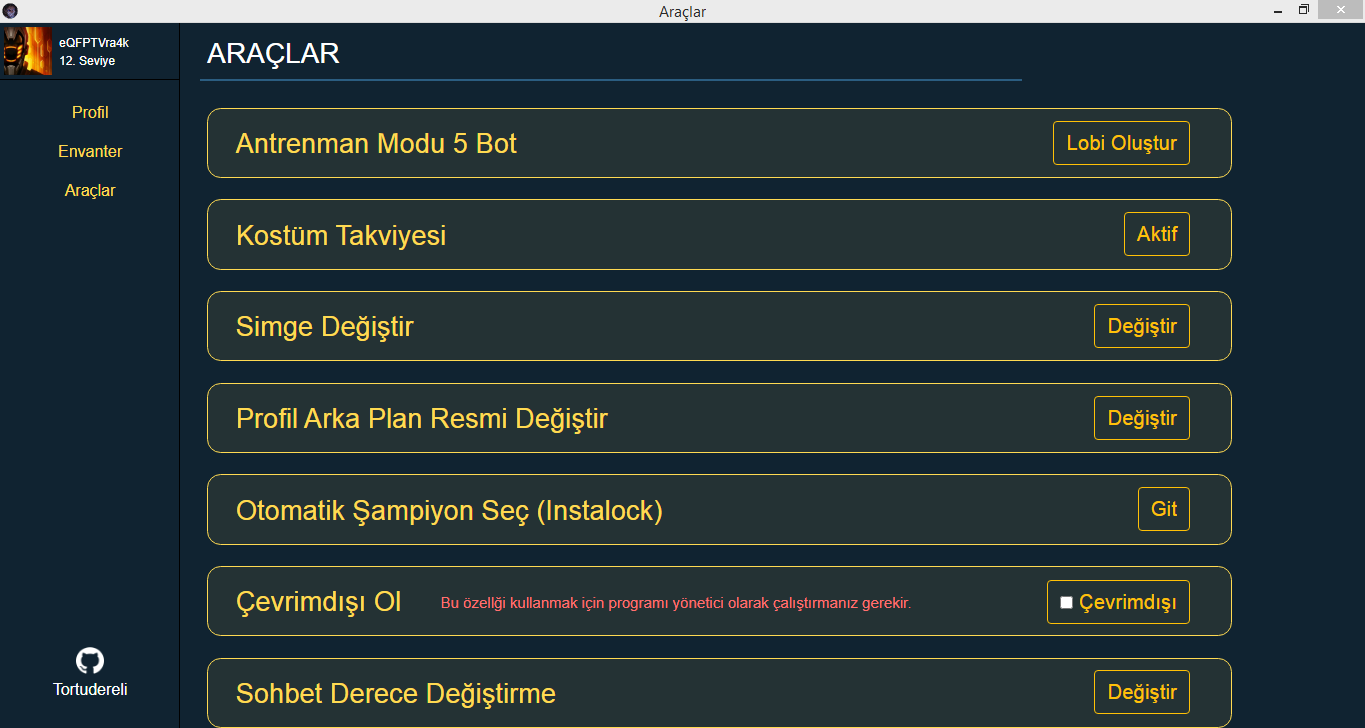 Araçlar
eQFPTVra4k
12. Seviye
Profil
Envanter
Araçlar
Tortudereli
ARAÇLAR
Antrenman Modu 5 Bot Lobi Oluştur
Kostüm Takviyesi Aktif
Simge Değiştir Değiştir
Profil Arka Plan Resmi Değiştir Değiştir
Otomatik Şampiyon Seç (Instalock) Git
Çevrimdışı Ol Bu özellği kullanmak için programı yönetici olarak çalıştırmanız gerekir. Çevrimdışı
Sohbet Derece Değiştirme Değiştir